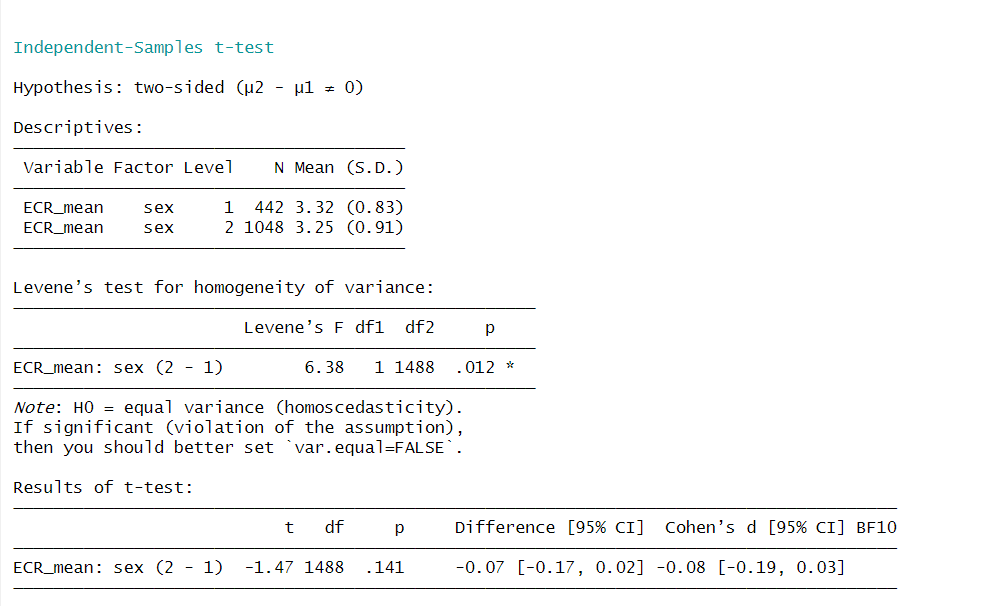 Independent-Samples t-test
Hypothesis: two-sided (μ2 - μ1 ≠ 0)
Descriptives:
Variable Factor Level    N Mean (S.D.)
ECR_mean    sex     1  442 3.32 (0.83)
ECR_mean    sex     2 1048 3.25 (0.91)
Levene’s test for homogeneity of variance:
Levene’s F df1  df2     p
ECR_mean: sex (2 - 1)        6.38   1 1488  .012 *
Note: H0 = equal variance (homoscedasticity).
If significant (violation of the assumption),
then you should better set `var.equal=FALSE`.
Results of t-test:
t   df     p     Difference [95% CI]  Cohen’s d [95% CI] BF10
ECR_mean: sex (2 - 1)  -1.47 1488  .141     -0.07 [-0.17, 0.02] -0.08 [-0.19, 0.03]